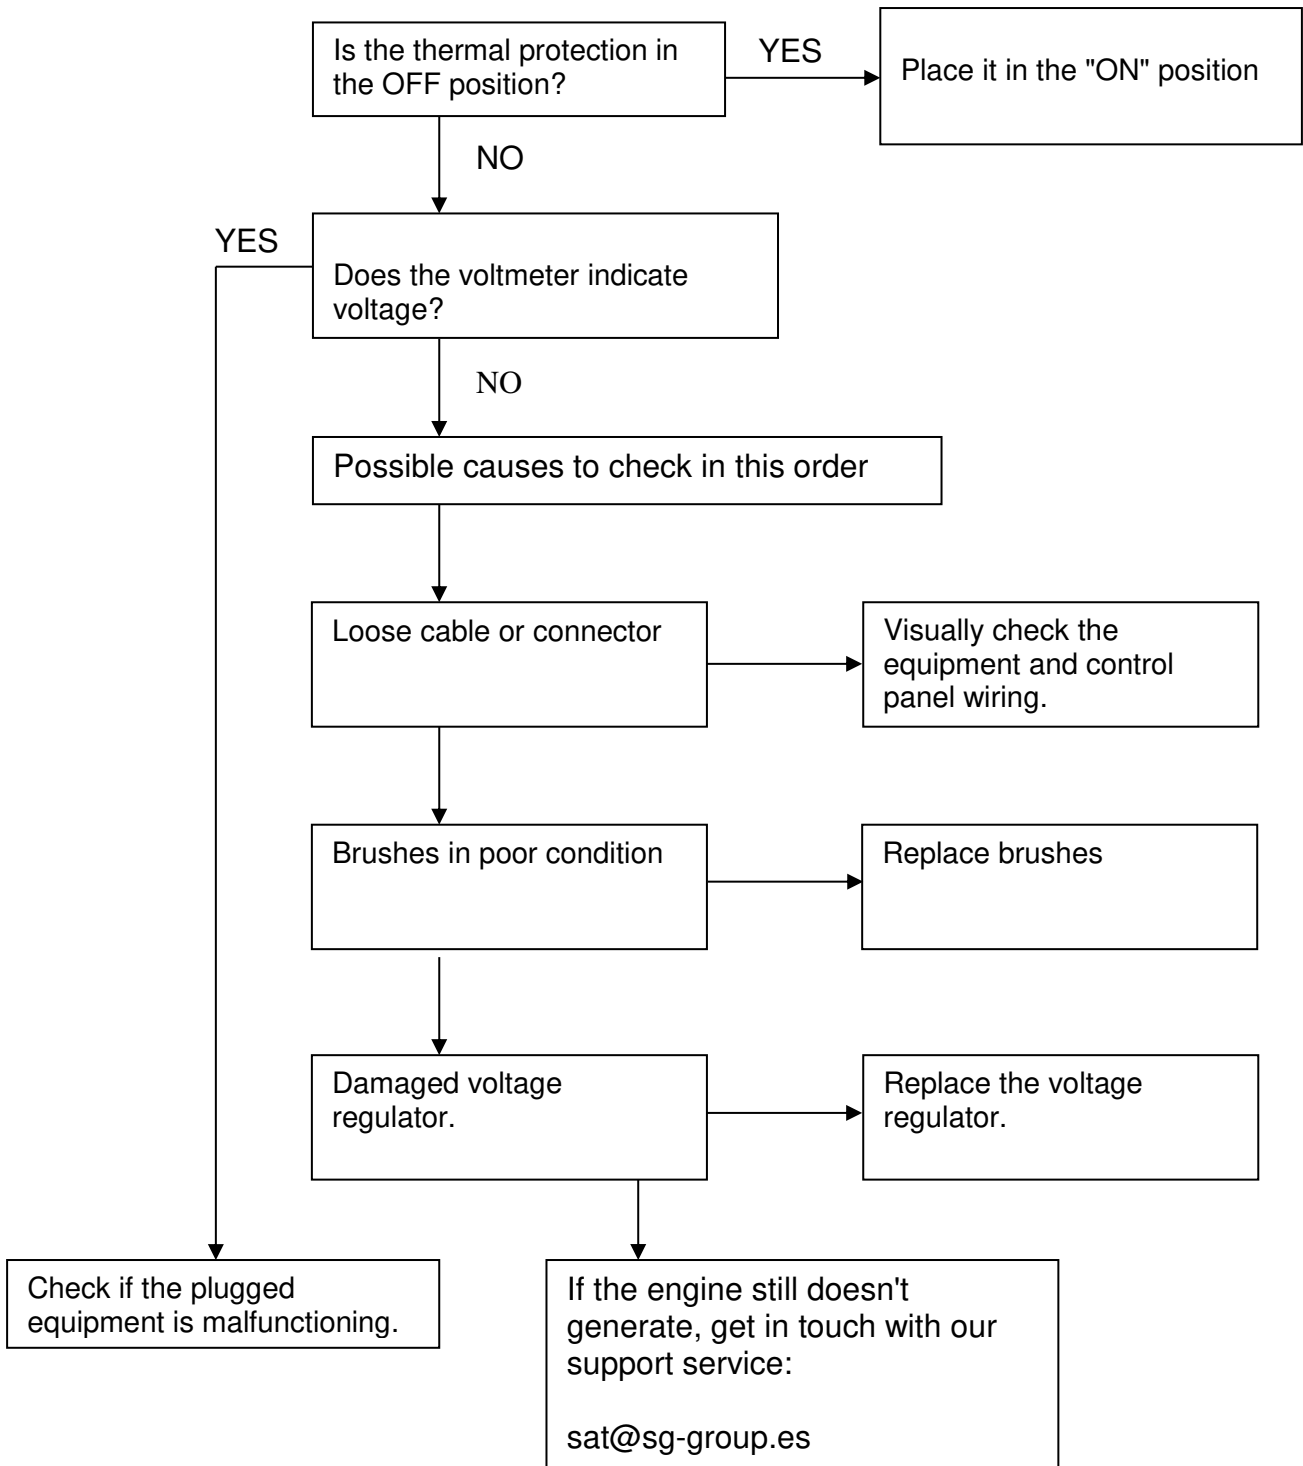 Is the thermal protection in
the OFF position?
YES
Place it in the "ON" position
NO
YES
Does the voltmeter indicate
voltage?
NO
Possible causes to check in this order
Loose cable or connector
Visually check the
equipment and control
panel wiring.
Brushes in poor condition
Replace brushes
Damaged voltage
regulator.
Replace the voltage
regulator.
Check if the plugged
equipment is malfunctioning.
If the engine still doesn't
generate, get in touch with our
support service:
sat@sg-group.es